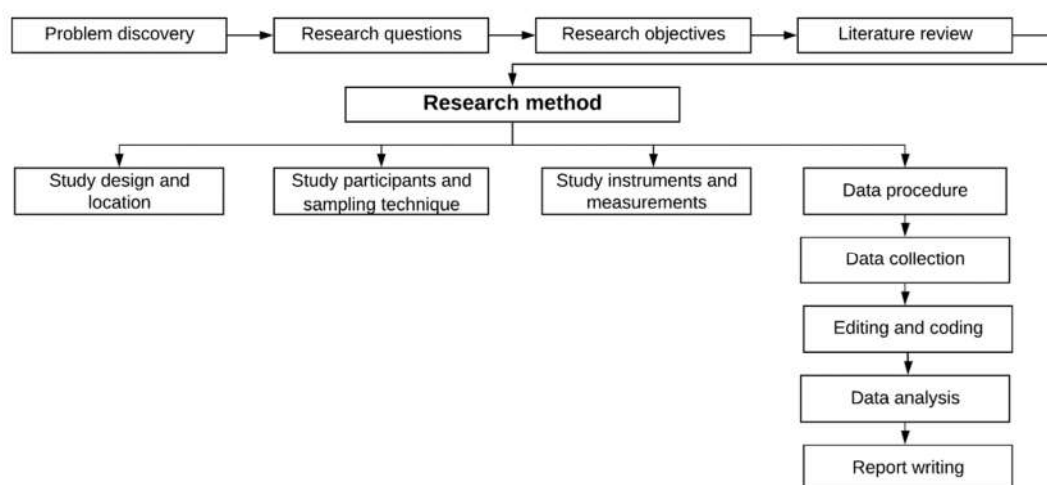 Problem discovery
Research questions
Research objectives
Literature review
Research method
Study design and
location
Study participants and
sampling technique
Study instruments and
measurements
Data procedure
Data collection
Editing and coding
Data analysis
Report writing